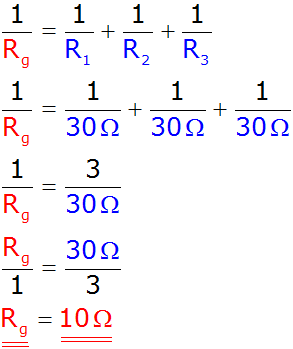 1/R_g = 1/R_1 + 1/R_2 + 1/R_3
1/R_g = 1/30 Ω + 1/30 Ω + 1/30 Ω
1/R_g = 3/30 Ω
R_g/1 = 30 Ω/3
R_g = 10 Ω